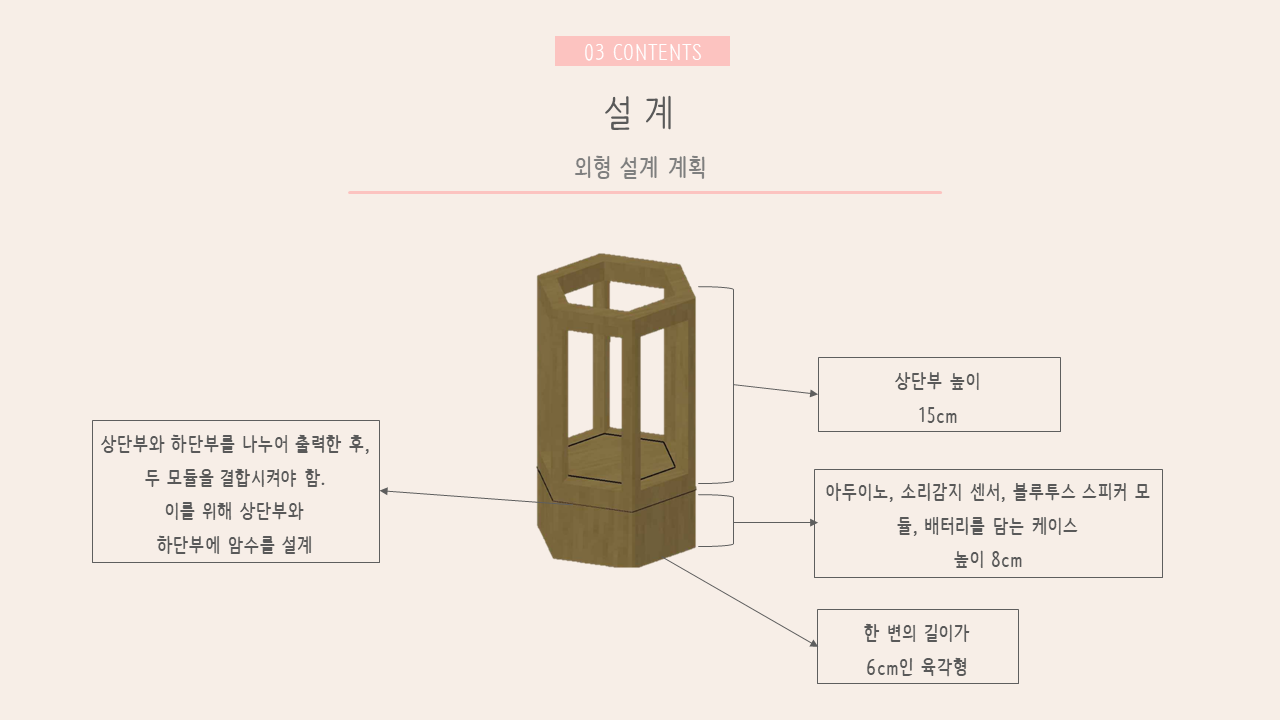 03 CONTENTS
설 계
외형 설계 계획
상단부 높이
15cm
상단부와 하단부를 나누어 출력한 후,
두 모듈을 결합시켜야 함.
이를 위해 상단부와
하단부에 암수를 설계
아두이노, 소리감지 센서, 블루투스 스피커 모
듈, 배터리를 담는 케이스
높이 8cm
한 변의 길이가
6cm인 육각형